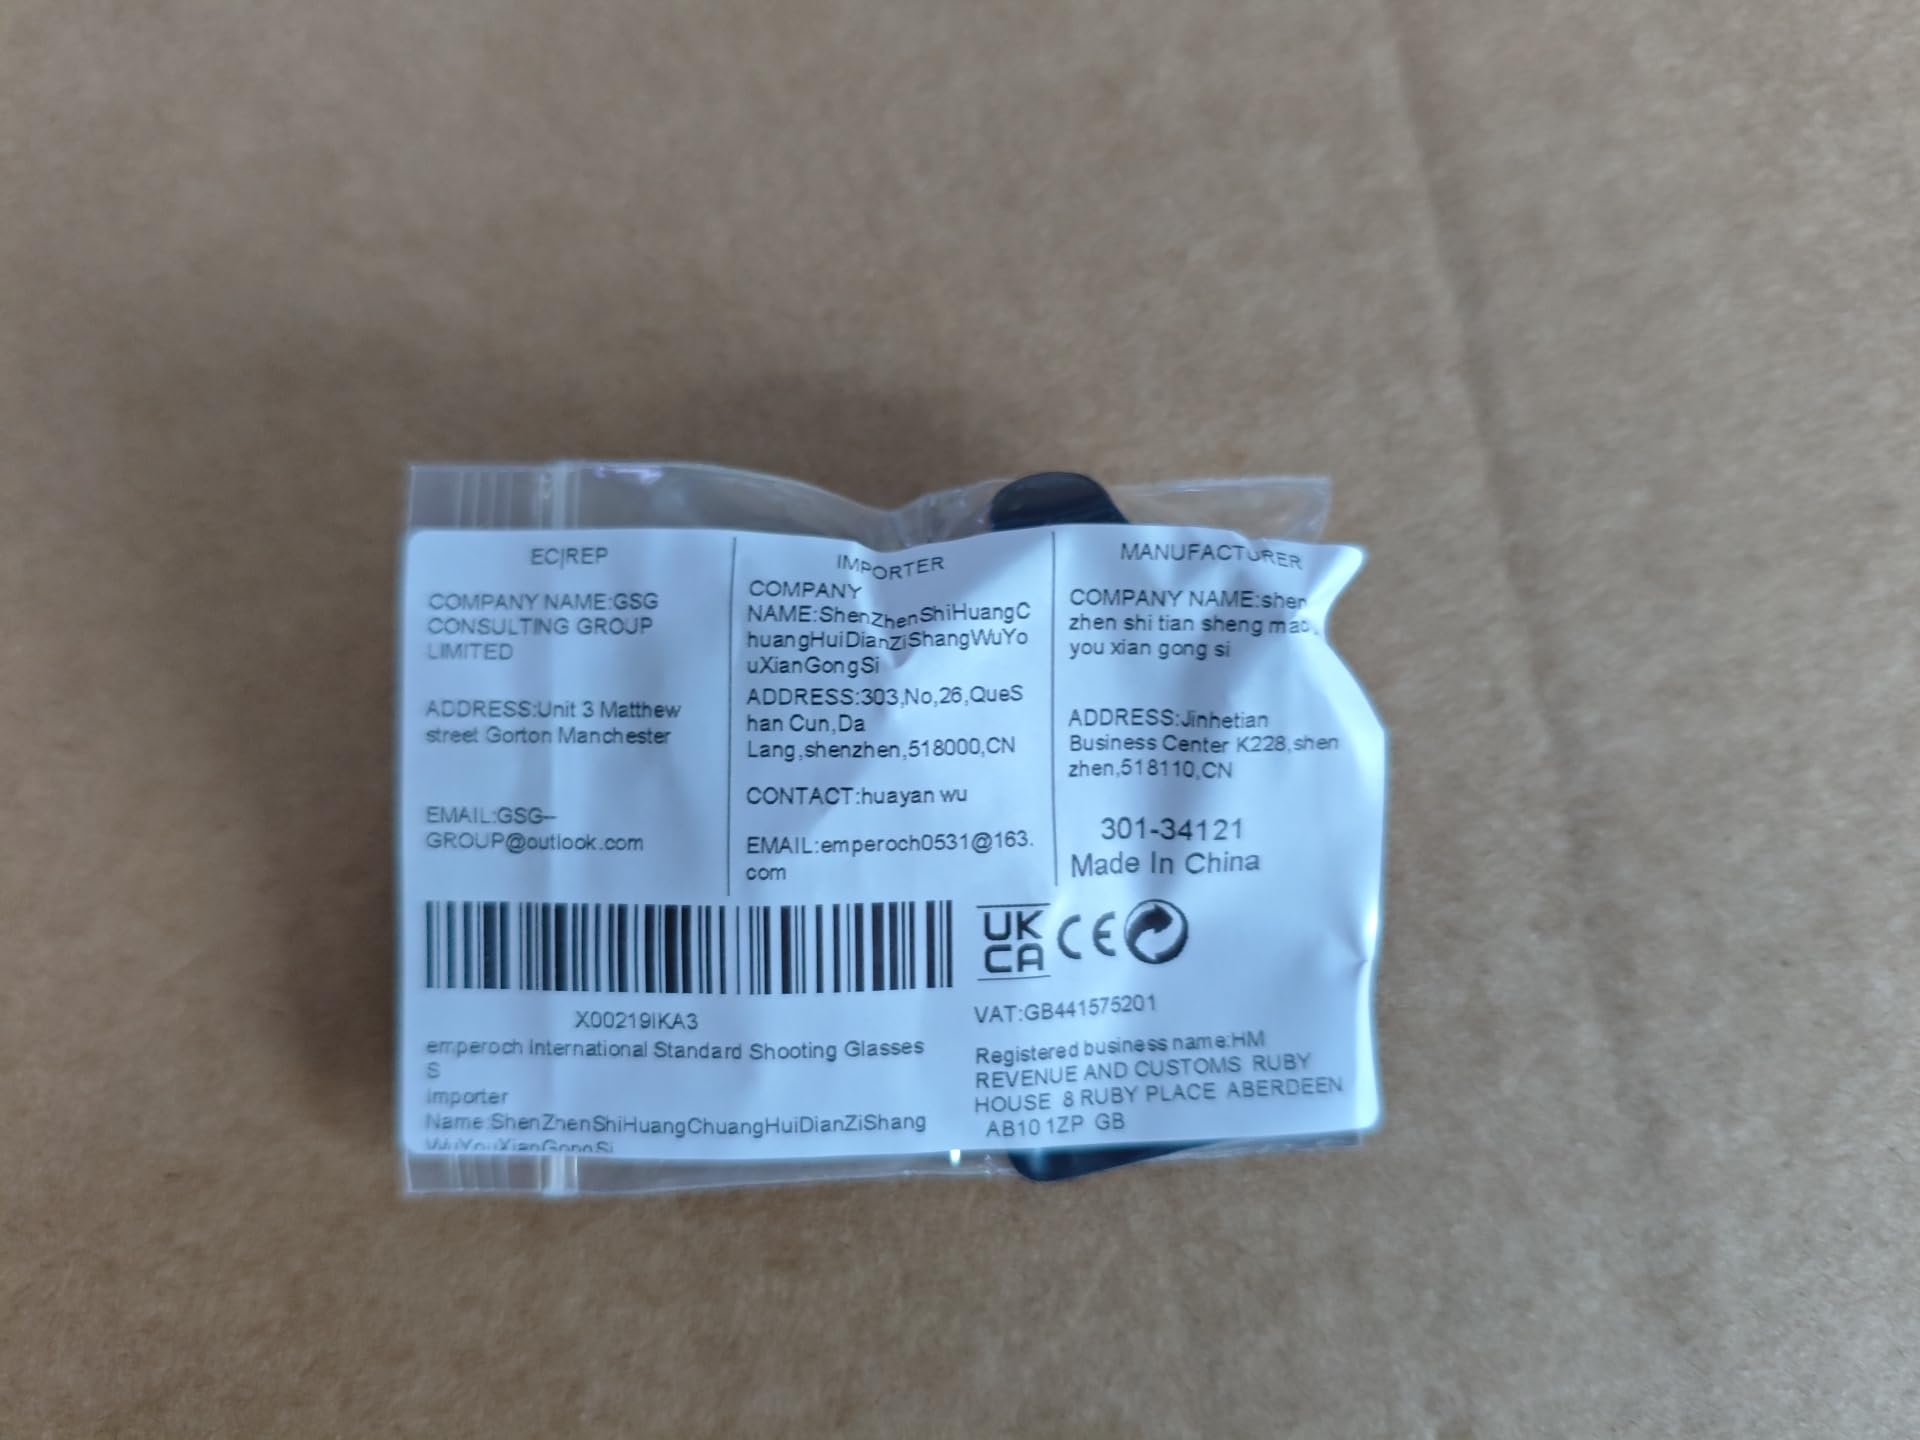 EC|REP
COMPANY NAME:GSG
CONSULTING GROUP
LIMITED
ADDRESS:Unit 3 Matthew
street Gorton Manchester
EMAIL:GSG-
GROUP@outlook.com
IMPORTER
COMPANY
NAME:ShenZhenShiHuangC
huangHuiDianZiShangWuYo
uXianGongSi
ADDRESS:303,No,26,QueS
han Cun,Da
Lang,shenzhen,518000,CN
CONTACT:huayan wu
EMAIL:emperoch0531@163.
com
MANUFACTURER
COMPANY NAME:shen
zhen shi tian sheng mao
you xian gong si
ADDRESS:Jinhetian
Business Center K228,shen
zhen,518110,CN
301-34121
Made In China
X00219IKA3
emperoch International Standard Shooting Glasses
S
Importer
Name:ShenZhenShiHuangChuangHuiDianZiShang
WuYouXianGongSi
UK
CA CE
VAT:GB441575201
Registered business name:HM
REVENUE AND CUSTOMS RUBY
HOUSE 8 RUBY PLACE ABERDEEN
AB10 1ZP GB